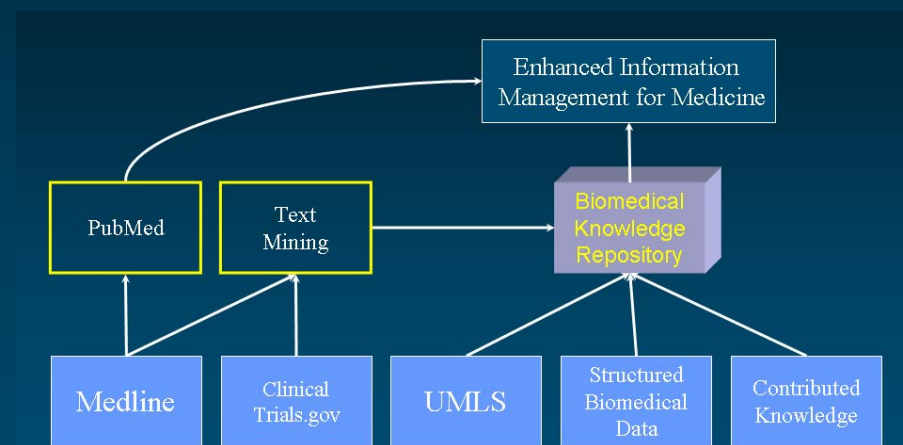 Enhanced Information
Management for Medicine
PubMed
Text
Mining
Biomedical
Knowledge
Repository
Medline
Clinical
Trials.gov
UMLS
Structured
Biomedical
Data
Contributed
Knowledge